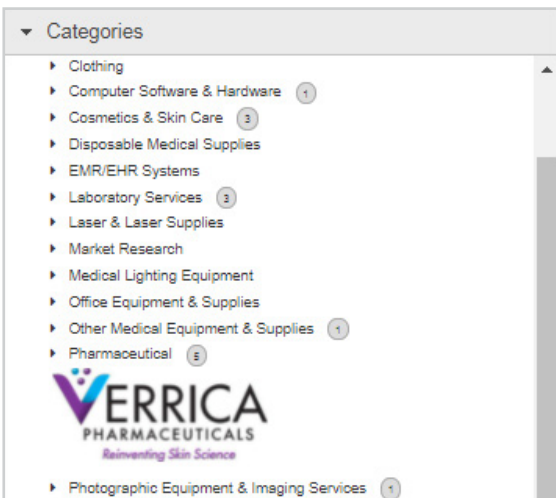 Categories
Clothing
Computer Software & Hardware 1
Cosmetics & Skin Care 3
Disposable Medical Supplies
EMR/EHR Systems
Laboratory Services 3
Laser & Laser Supplies
Market Research
Medical Lighting Equipment
Office Equipment & Supplies
Other Medical Equipment & Supplies 1
Pharmaceutical 5
VERRICA
PHARMACEUTICALS
Reinventing Skin Science
Photographic Equipment & Imaging Services 1